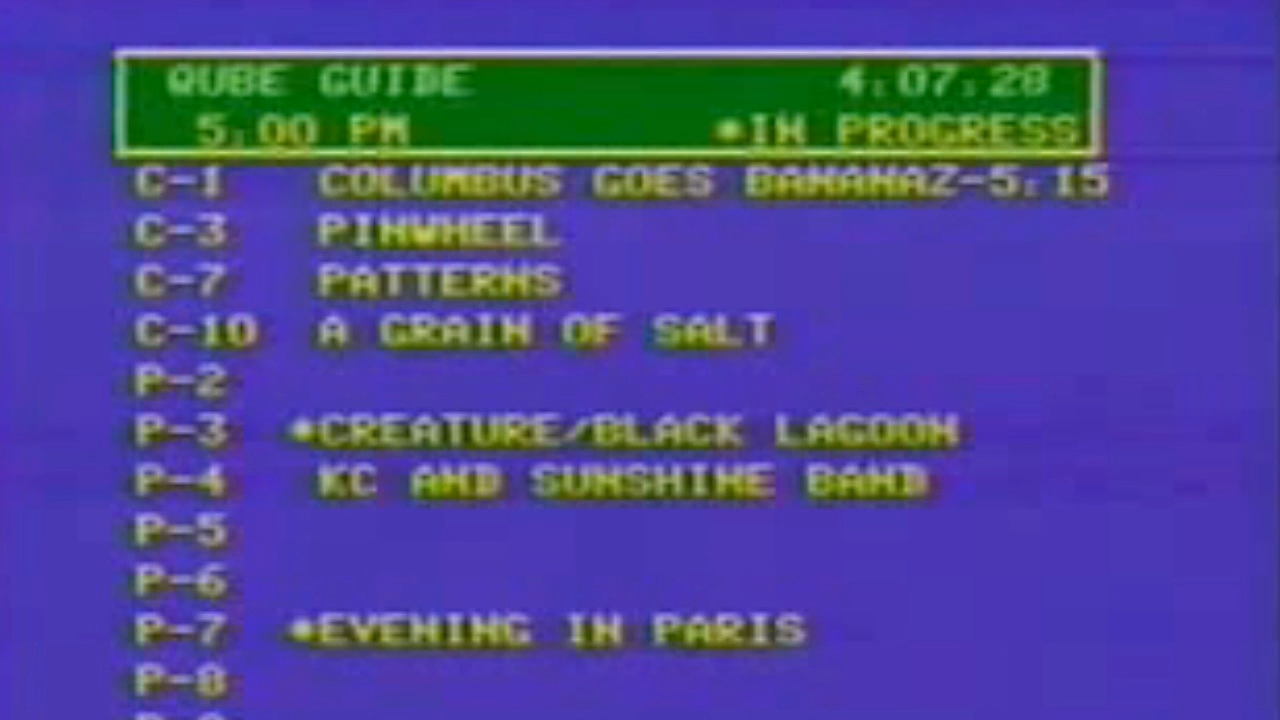 QUBE GUIDE 4:07:28
5:00 PM *IN PROGRESS
C-1 COLUMBUS GOES BANANAZ-5:15
C-3 PINWHEEL
C-7 PATTERNS
C-10 A GRAIN OF SALT
P-2
P-3 *CREATURE/BLACK LAGOON
P-4 KC AND SUNSHINE BAND
P-5
P-6
P-7 *EVENING IN PARIS
P-8